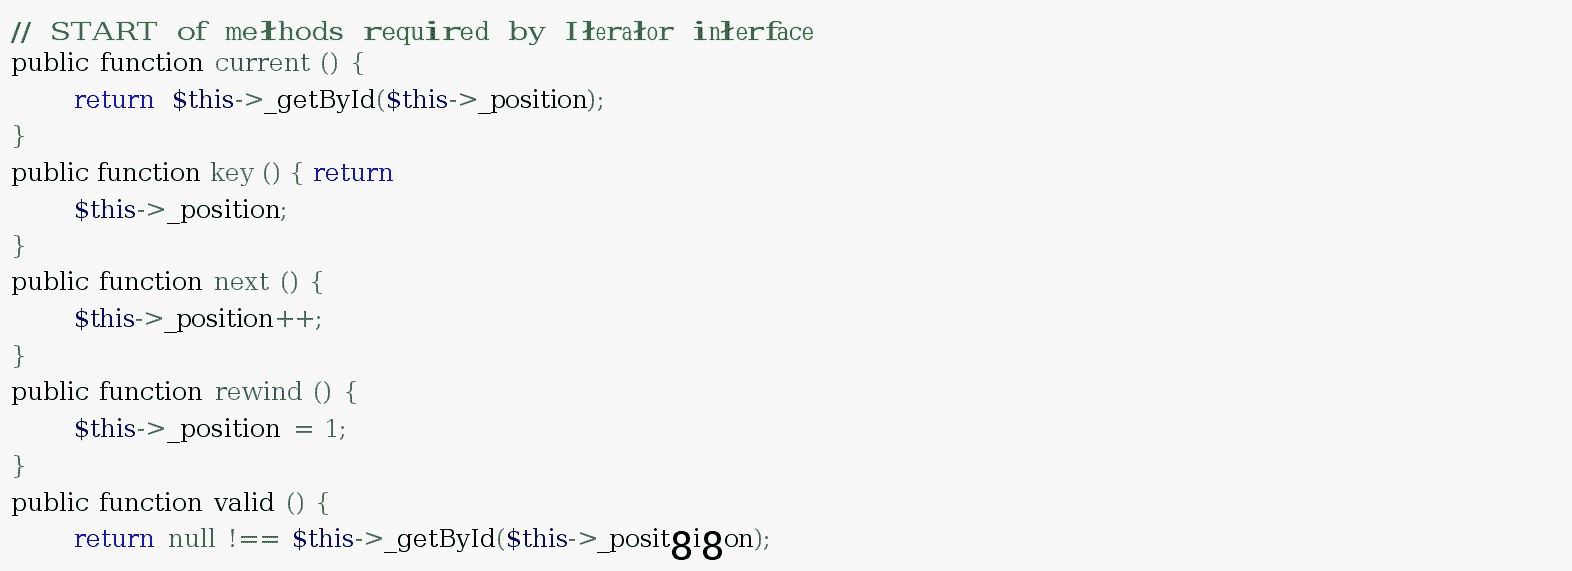 // START of methods required by Iterator interface
public function current () {
return $this->_getById($this->_position);
}
public function key () { return
$this->_position;
}
public function next () {
$this->_position++;
}
public function rewind () {
$this->_position = 1;
}
public function valid () {
return null !== $this->_getById($this->_posit8i8on);